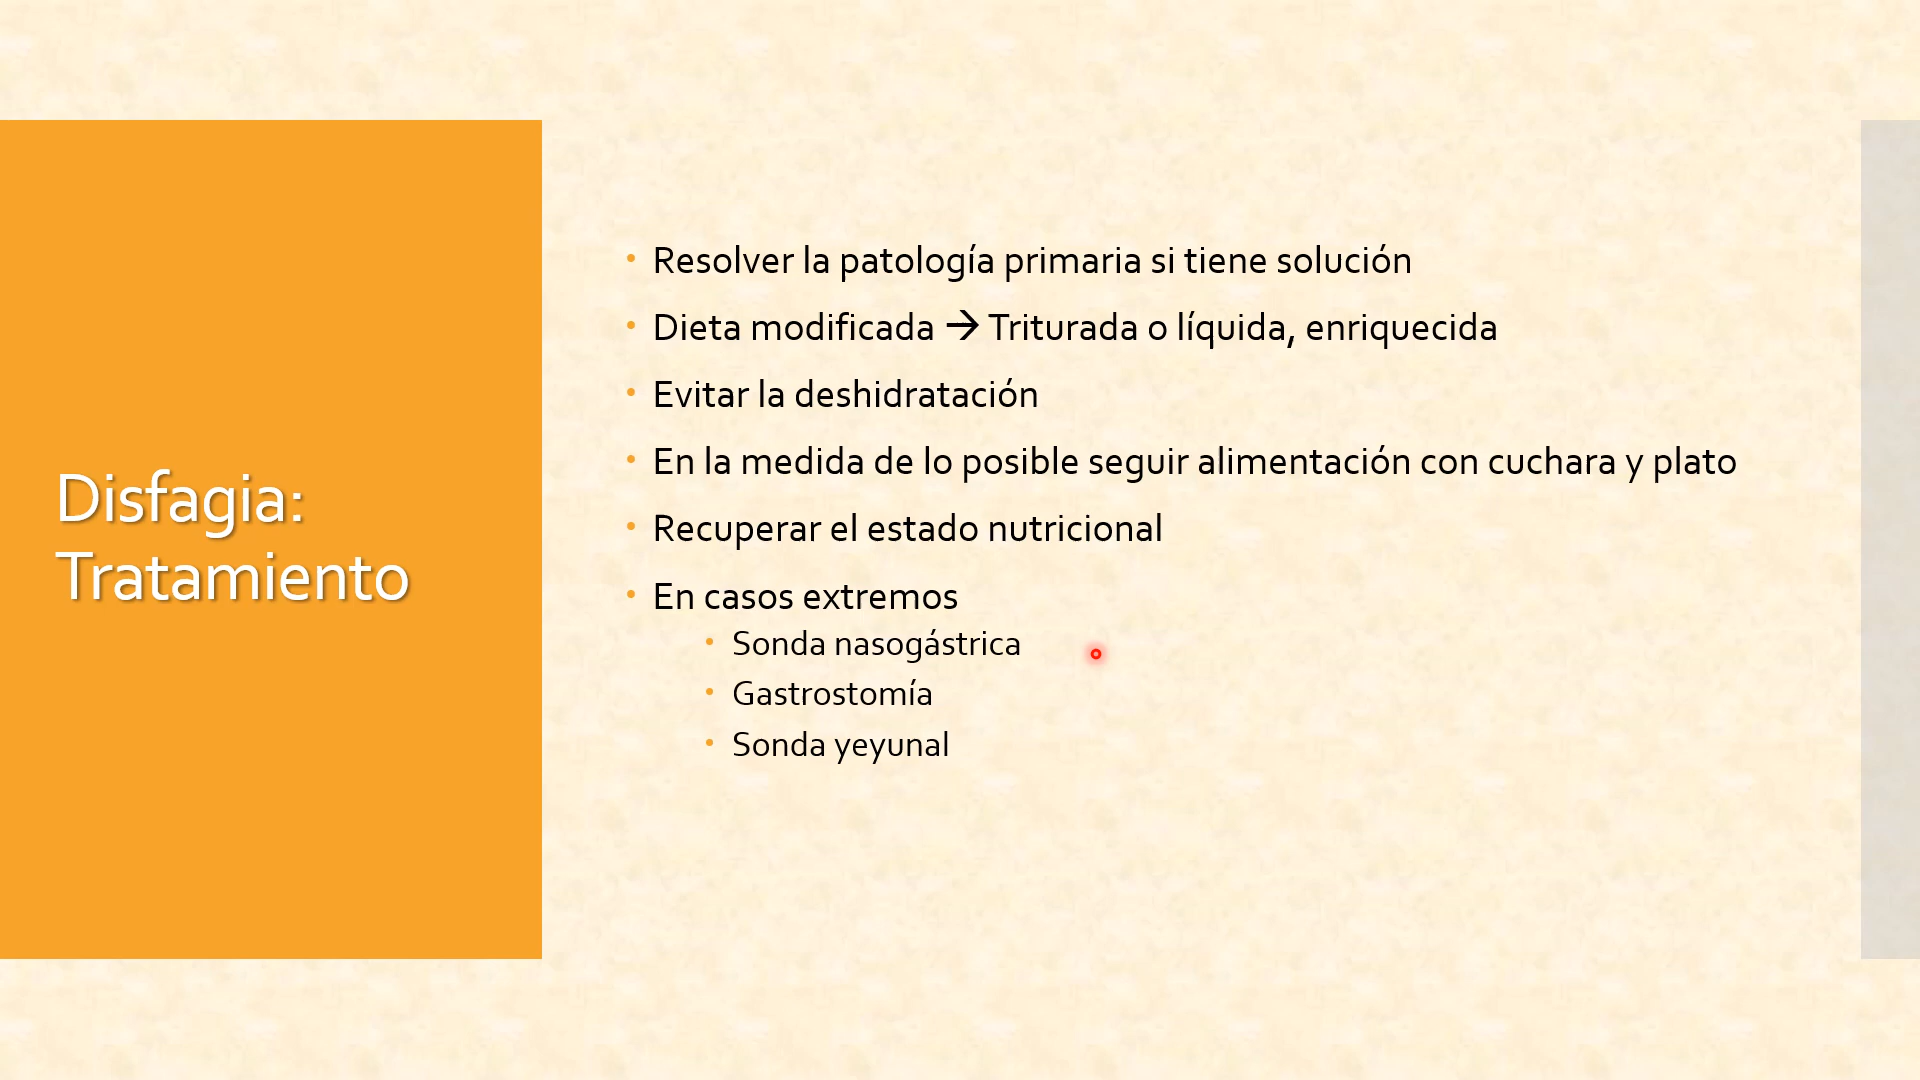 Disfagia:
Tratamiento
• Resolver la patología primaria si tiene solución
• Dieta modificada → Triturada o líquida, enriquecida
• Evitar la deshidratación
• En la medida de lo posible seguir alimentación con cuchara y plato
• Recuperar el estado nutricional
• En casos extremos
• Sonda nasogástrica
• Gastrostomía
• Sonda yeyunal